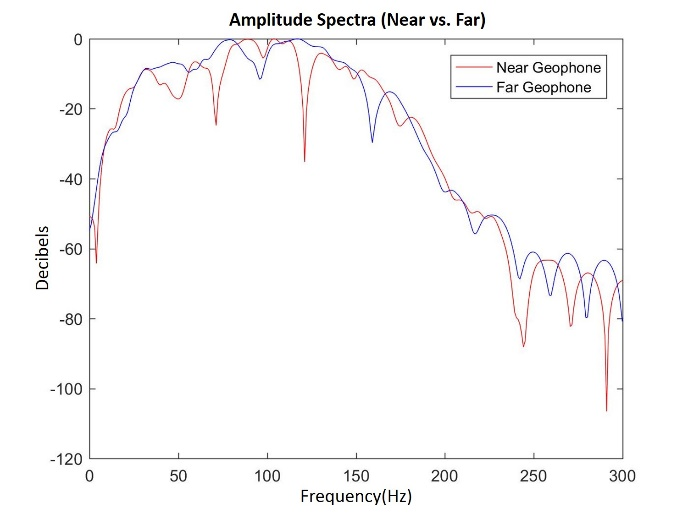 Amplitude Spectra (Near vs. Far)
0
-20
-40
-60
-80
-100
-120
Decibels
Near Geophone
Far Geophone
0 50 100 150 200 250 300
Frequency(Hz)